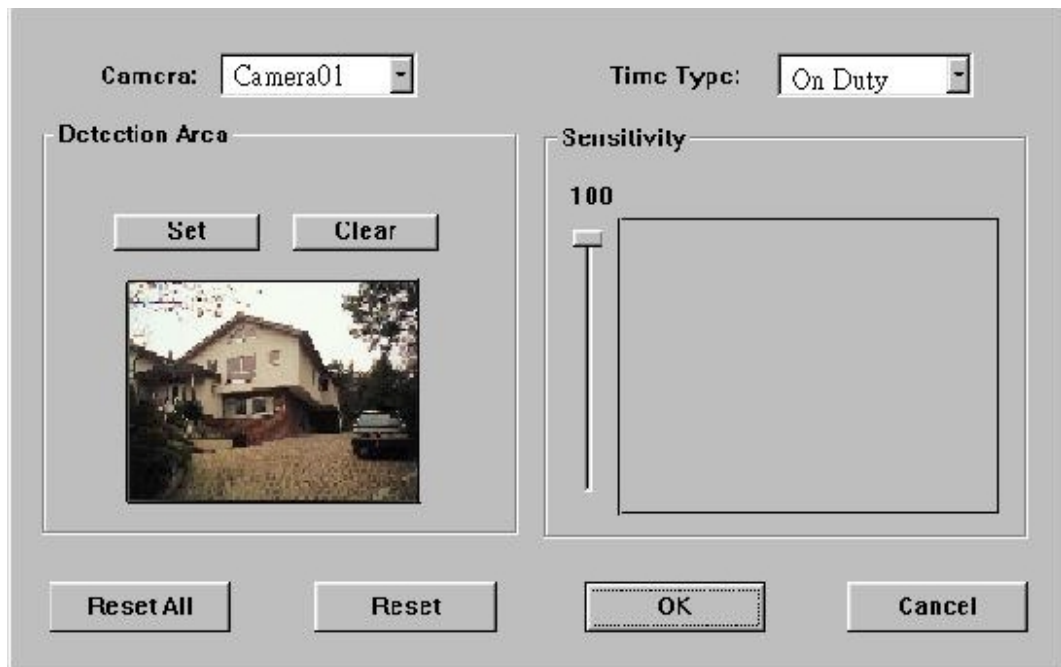 Camera: Camera01
Time Type: On Duty
Detection Area
Set Clear
Sensitivity
100
Reset All Reset OK Cancel